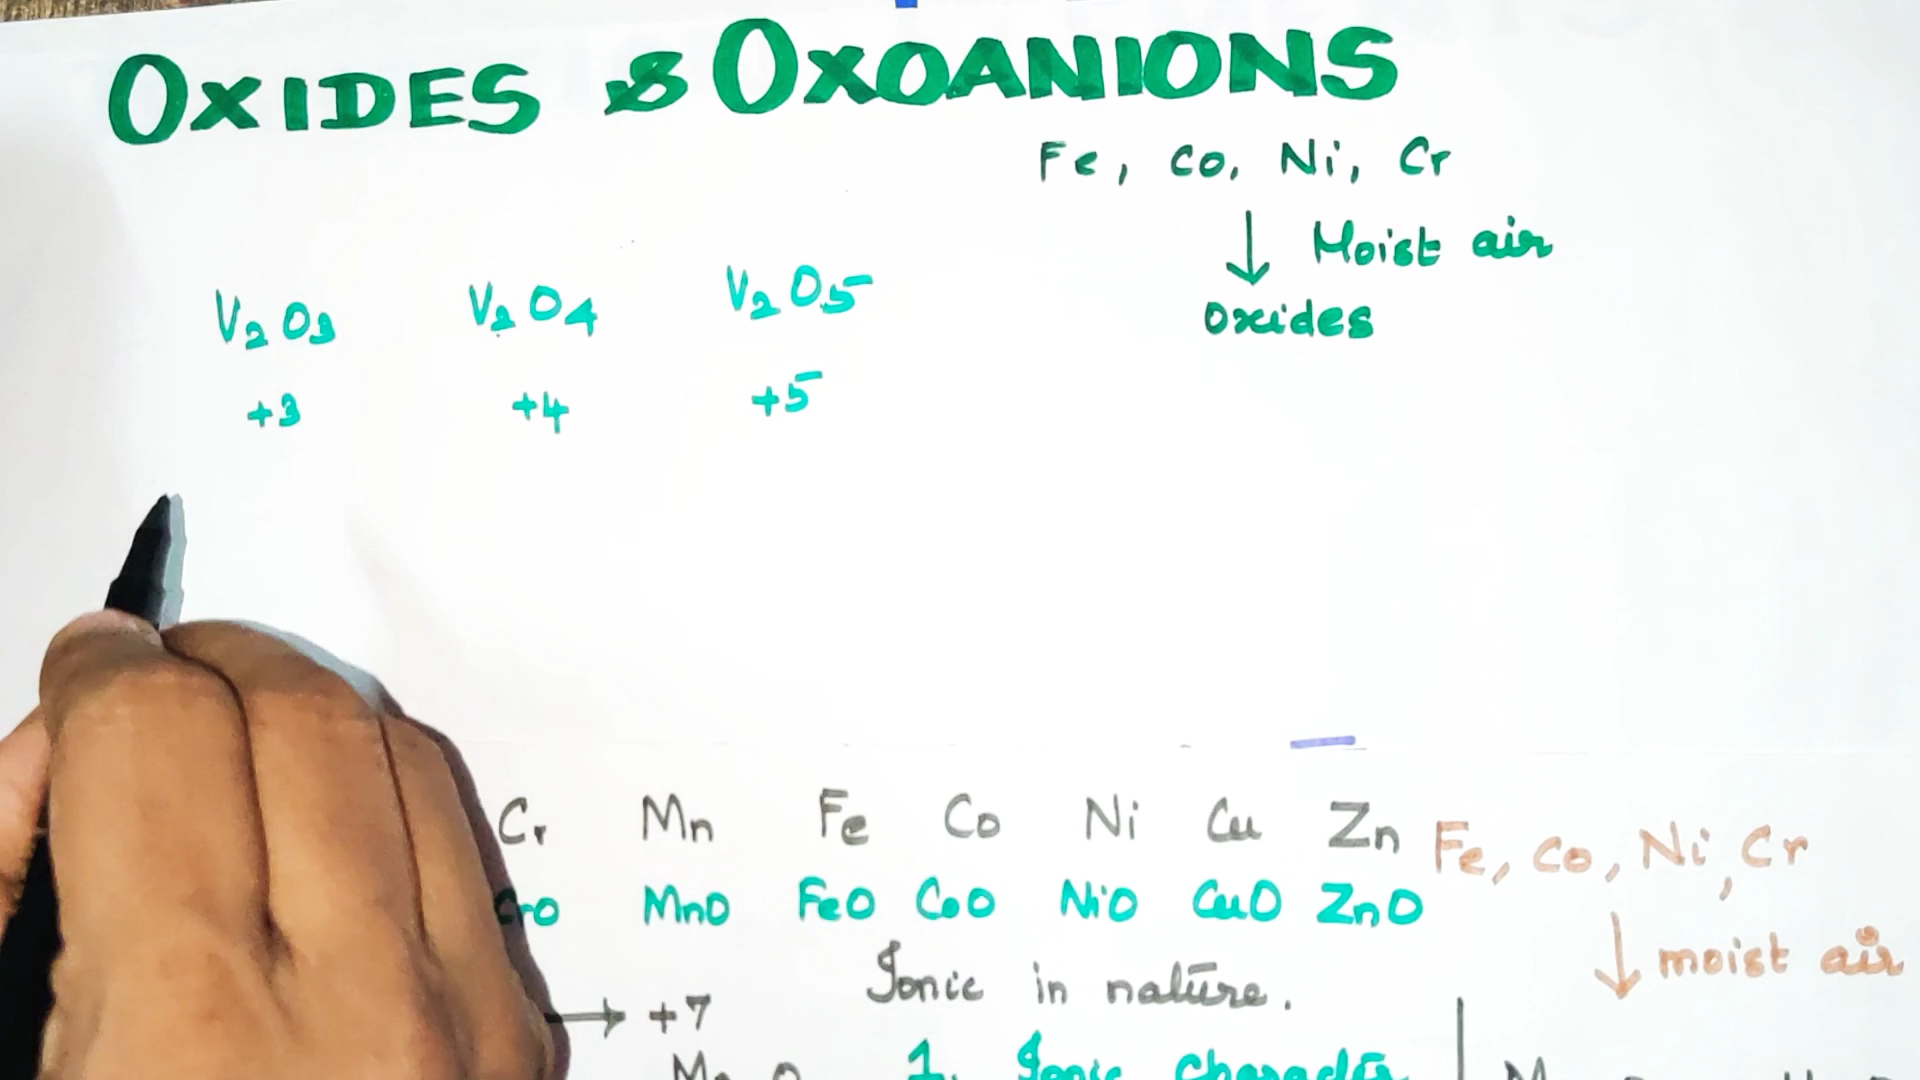 OXIDES & OXOANIONS
Fe, Co, Ni, Cr
↓ Moist air
Oxides
V2O3 V2O4 V2O5
+3 +4 +5
Cr Mn Fe Co Ni Cu Zn
CrO MnO FeO CoO NiO CuO ZnO
Ionic in nature.
→ +7
1. Ionic character
Fe, Co, Ni, Cr
↓ moist air